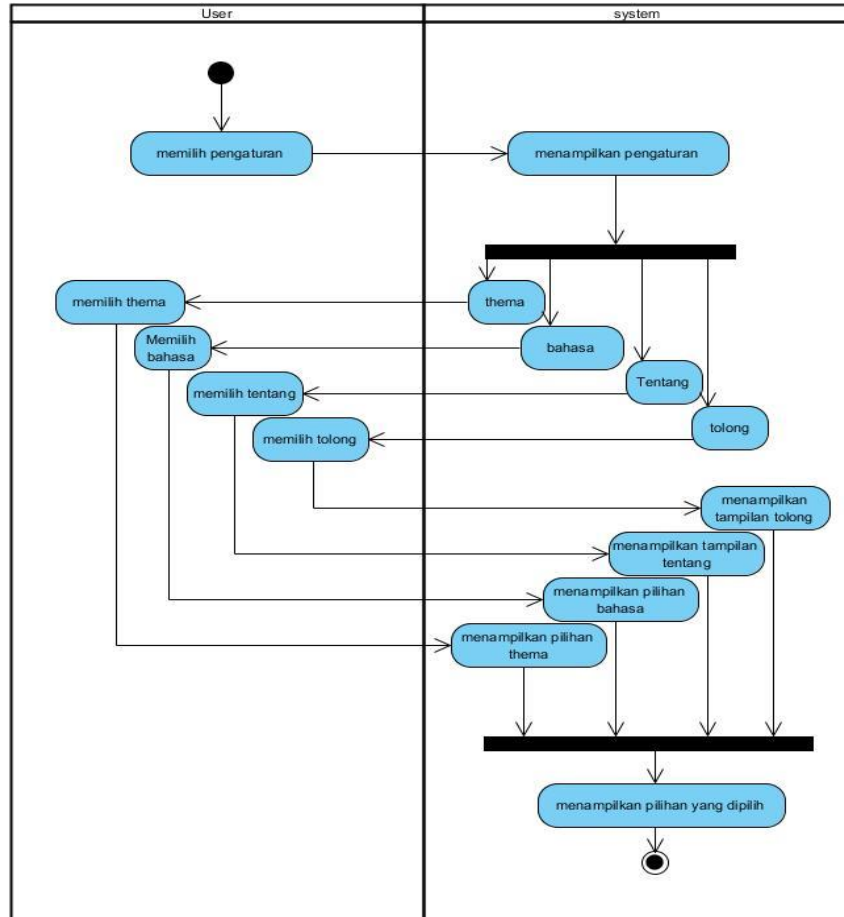 User
system
memilih pengaturan
menampilkan pengaturan
memilih thema
thema
Memilih
bahasa
bahasa
memilih tentang
Tentang
memilih tolong
tolong
menampilkan
tampilan tolong
menampilkan tampilan
tentang
menampilkan pilihan
bahasa
menampilkan pilihan
thema
menampilkan pilihan yang dipilih